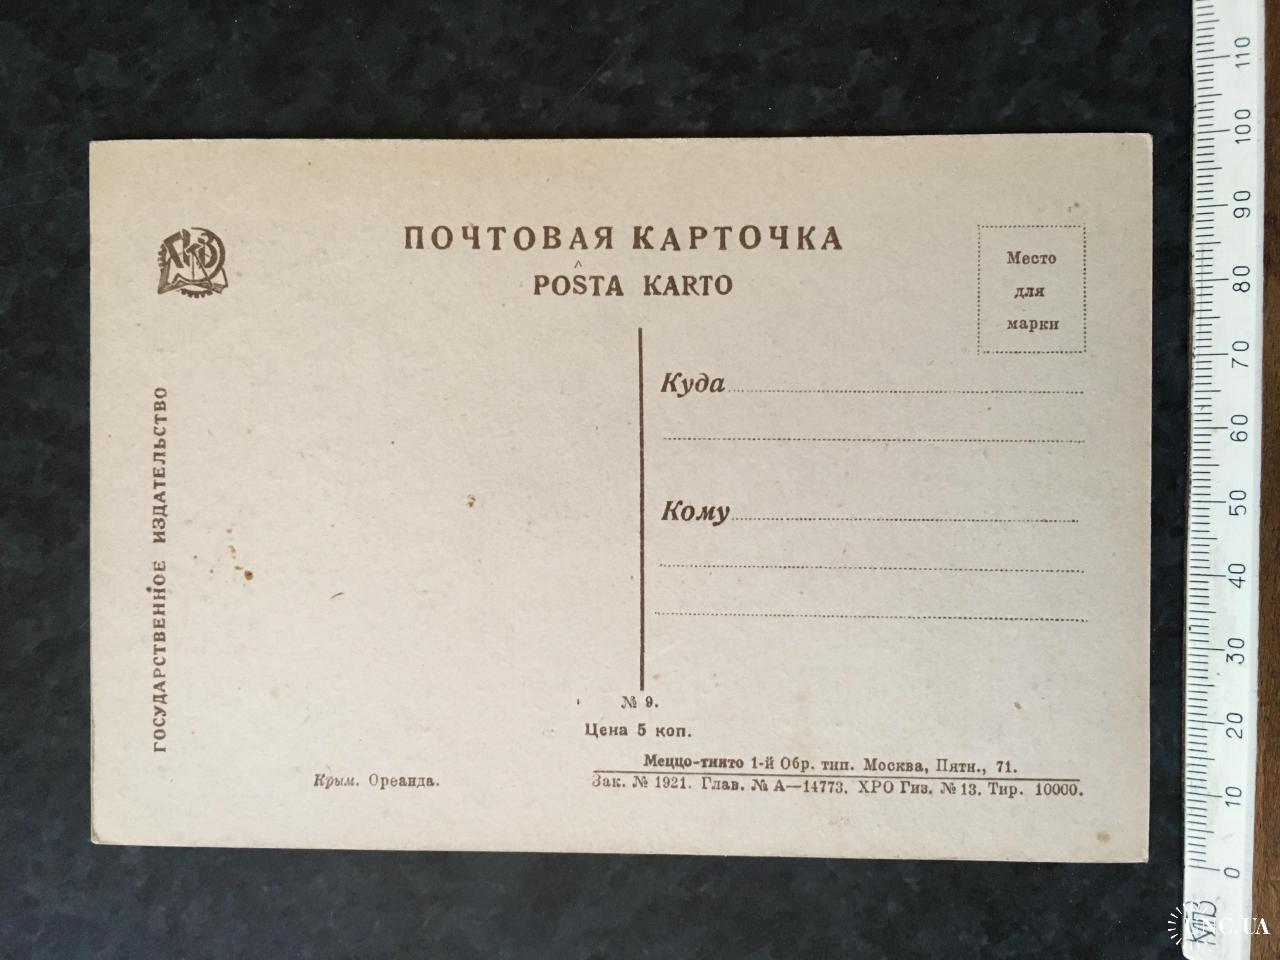 ПОЧТОВАЯ КАРТОЧКА
POŜTA KARTO
Место
для
марки
ГОСУДАРСТВЕННОЕ ИЗДАТЕЛЬСТВО
Куда
Кому
№ 9.
Цена 5 коп.
Крым. Ореанда.
Меццо-тинто 1-й Обр. тип. Москва, Пятн., 71.
Зак. № 1921. Глав. № А—14773. ХРО Гиз. № 13. Тир. 10000.
110
100
90
80
70
60
50
40
30
20
10
0
UNC.UA